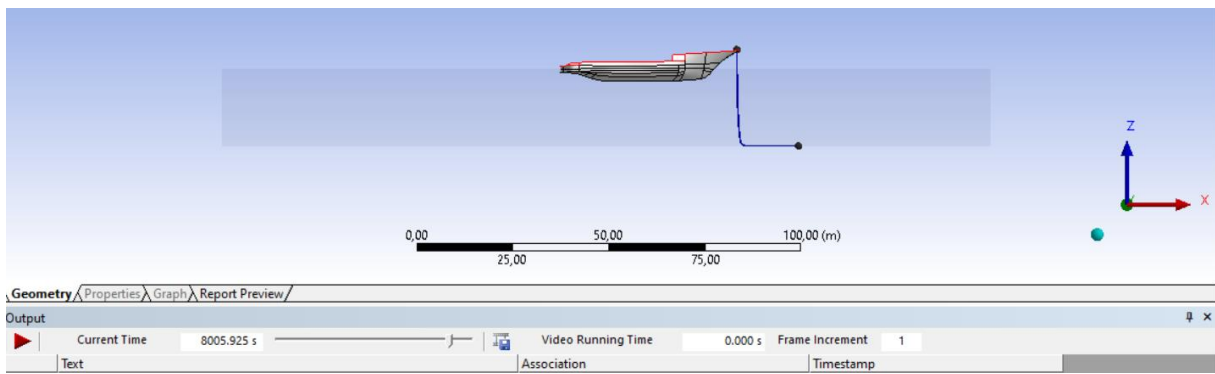 Z
X
0,00 50,00 100,00 (m)
25,00 75,00
Geometry Properties Graph Report Preview
Output
Current Time 8005.925 s Video Running Time 0.000 s Frame Increment 1
Text Association Timestamp